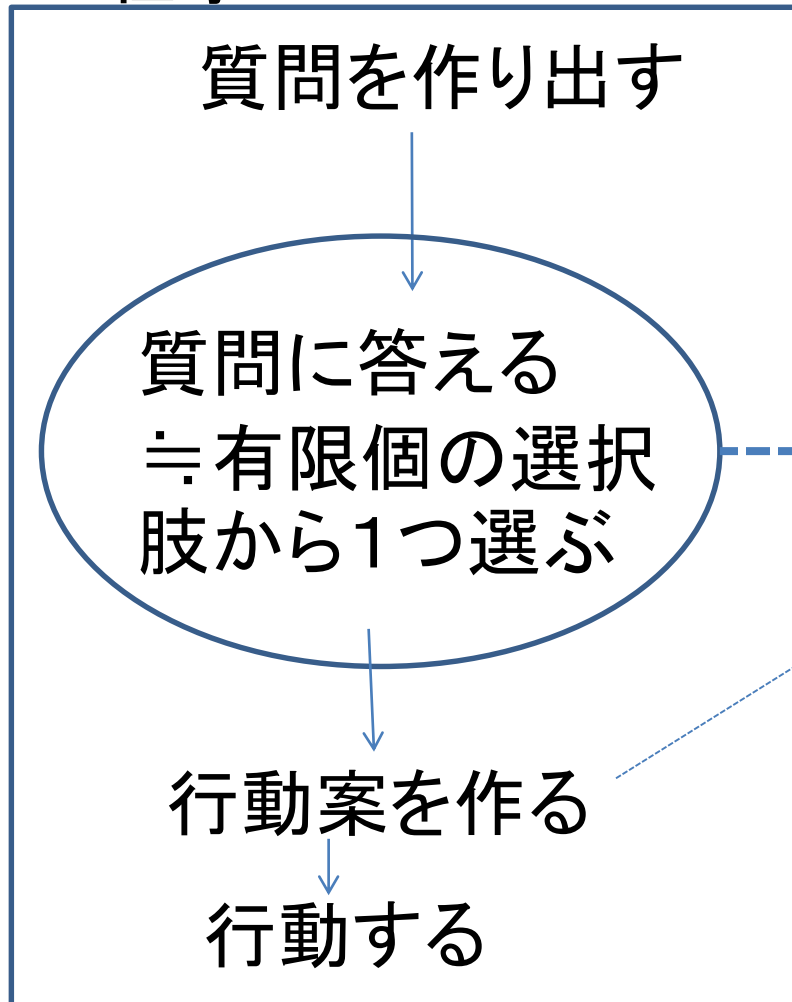 質問を作り出す
質問に答える
≒有限個の選択
肢から１つ選ぶ
行動案を作る
行動する